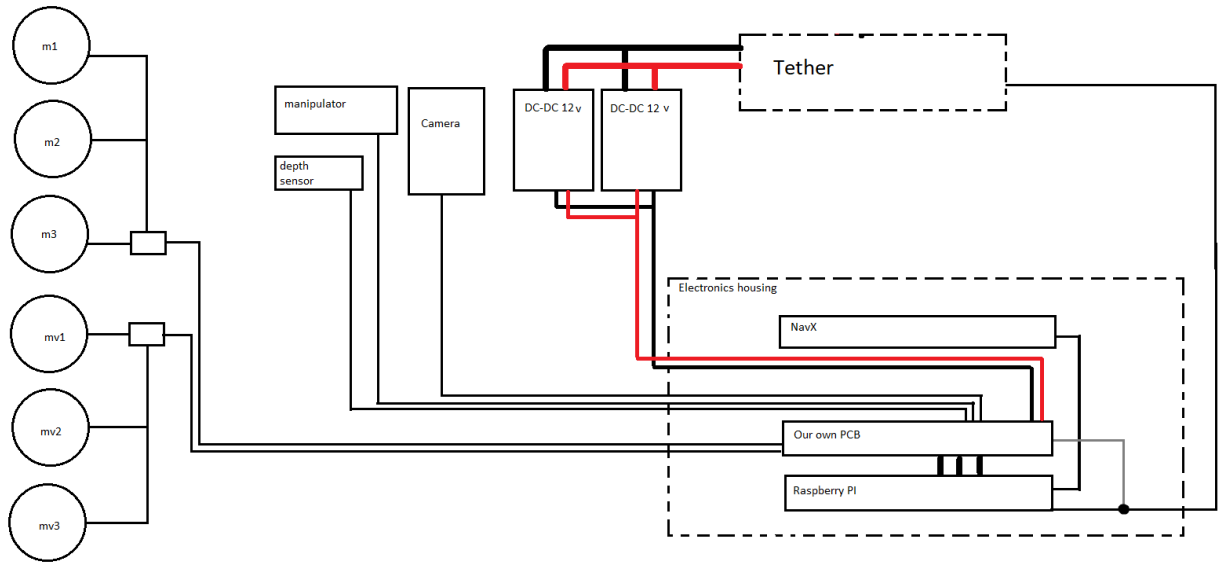 m1
m2
m3
mv1
mv2
mv3
manipulator
depth
sensor
Camera
DC-DC 12 v
DC-DC 12 v
Tether
Electronics housing
NavX
Our own PCB
Raspberry PI